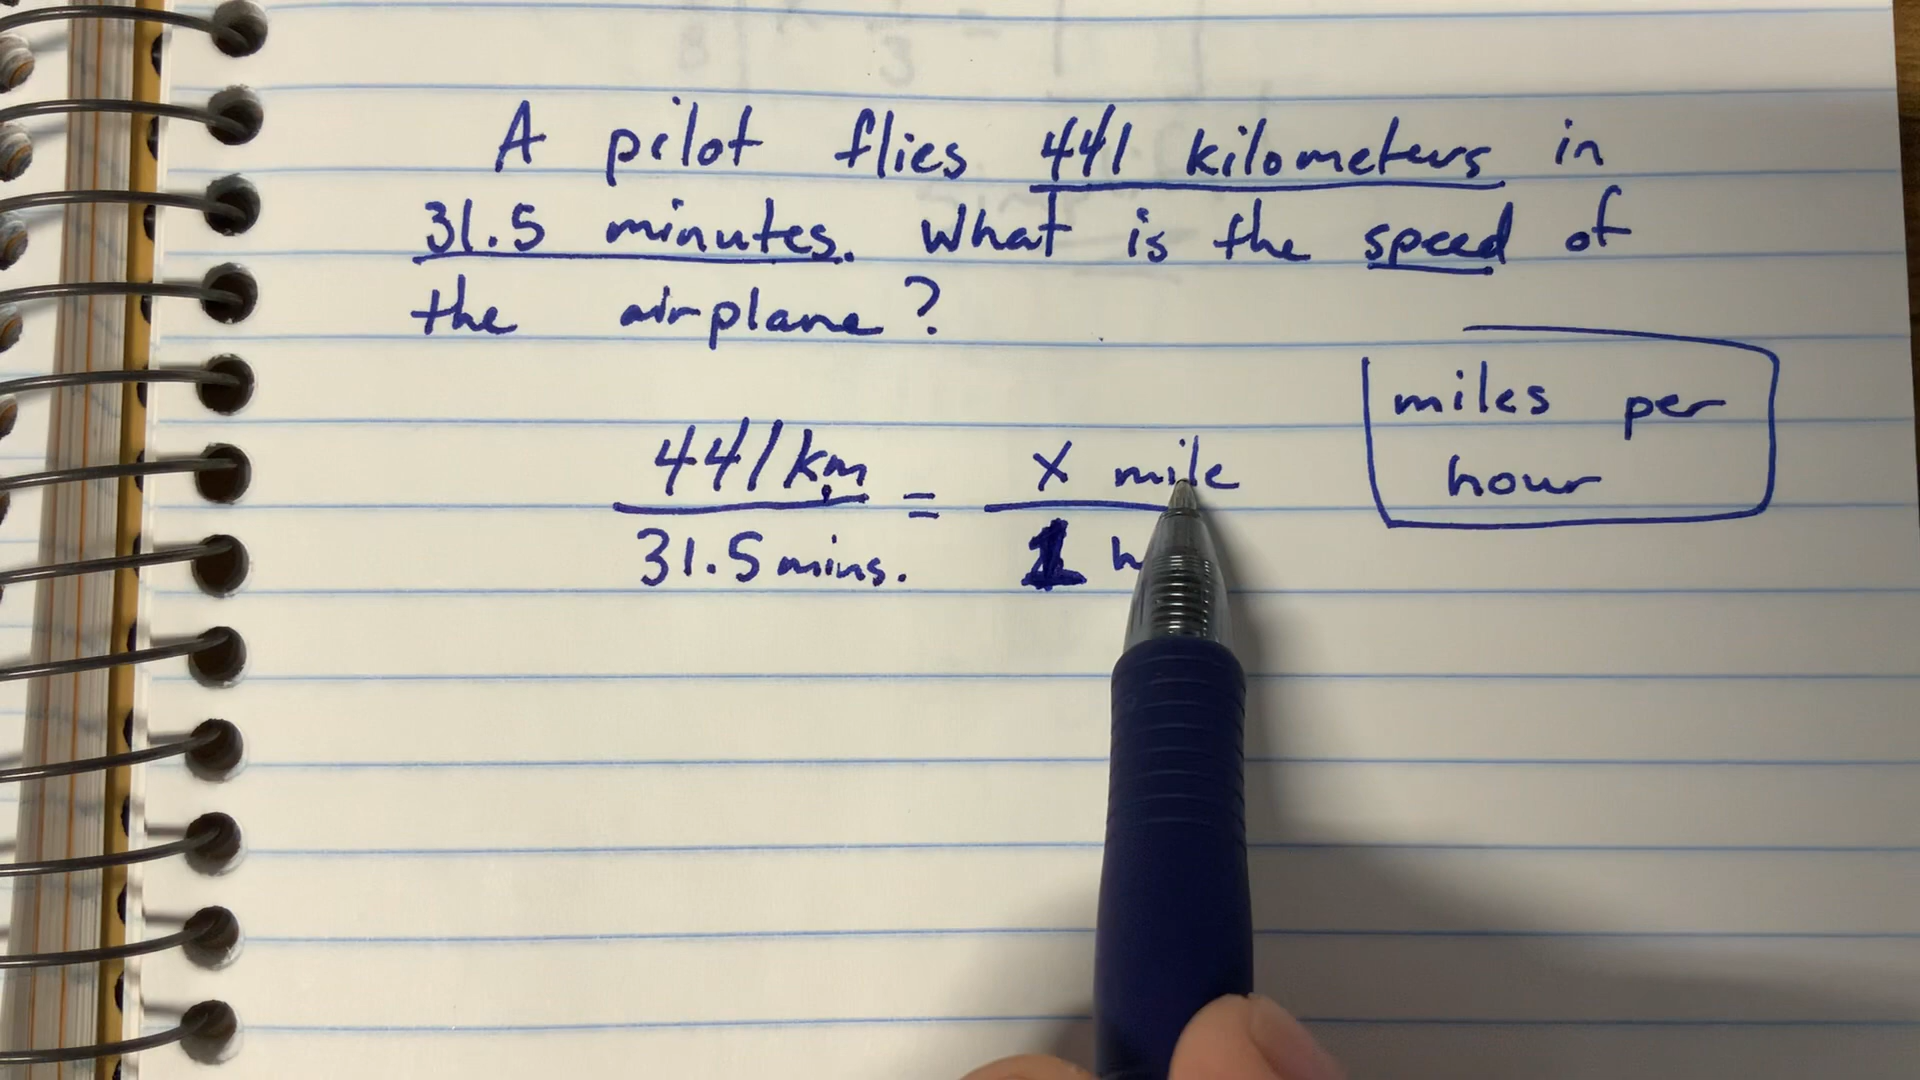 A pilot flies 441 kilometers in
31.5 minutes. What is the speed of
the airplane?
miles per
hour
441 km = X mile
31.5 mins. 1 h